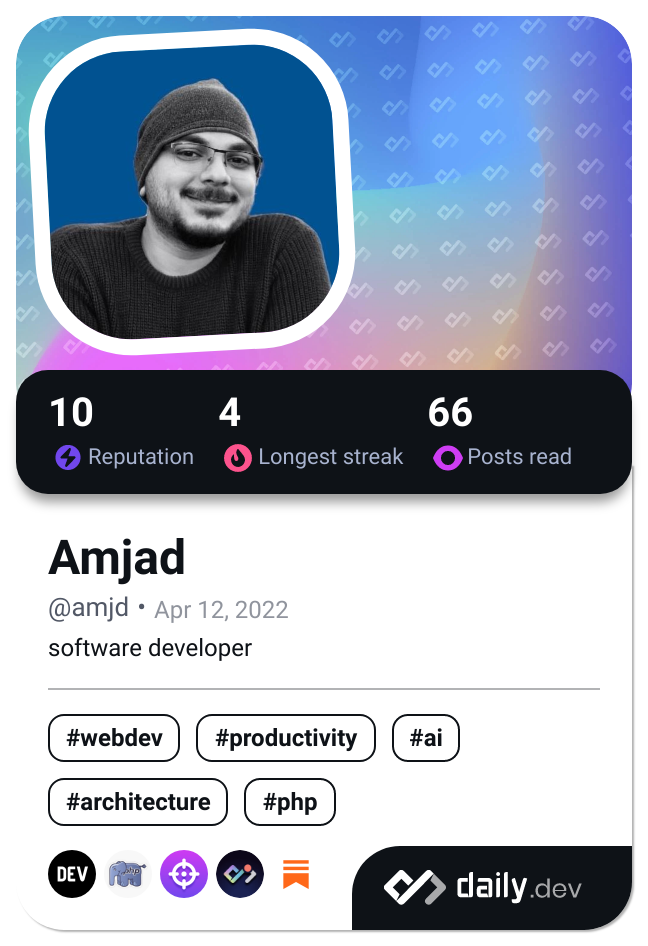 10 4 66
Reputation Longest streak Posts read
Amjad
@amjd • Apr 12, 2022
software developer
#webdev #productivity #ai
#architecture #php
DEV php
daily.dev